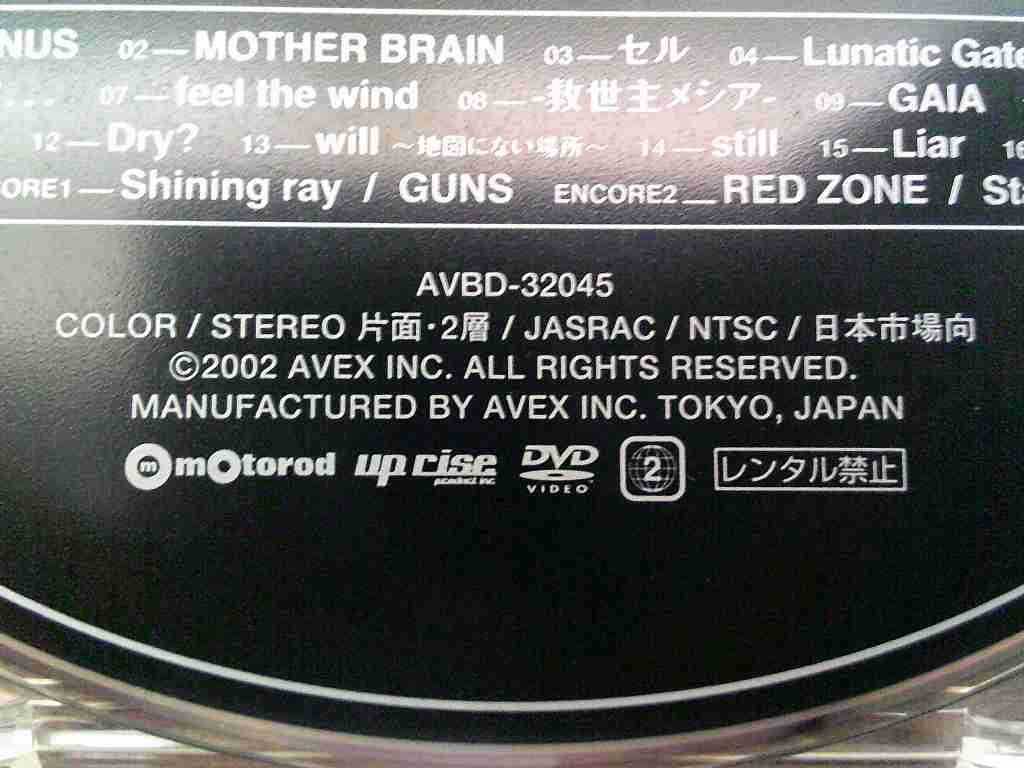 NUS 02—MOTHER BRAIN 03—セル 04—Lunatic Gate
... 07—feel the wind 08—-救世主メシア- 09—GAIA
12—Dry? 13—will ～地図にない場所～ 14—still 15—Liar 16
ORE1—Shining ray / GUNS ENCORE2—RED ZONE / Sta
AVBD-32045
COLOR / STEREO 片面・2層 / JASRAC / NTSC / 日本市場向
©2002 AVEX INC. ALL RIGHTS RESERVED.
MANUFACTURED BY AVEX INC. TOKYO, JAPAN
m motorod up rise product inc DVD VIDEO 2 レンタル禁止